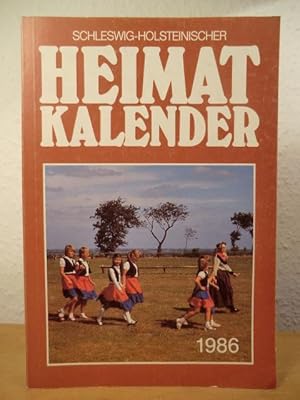 SCHLESWIG-HOLSTEINISCHER
HEIMAT
KALENDER
1986